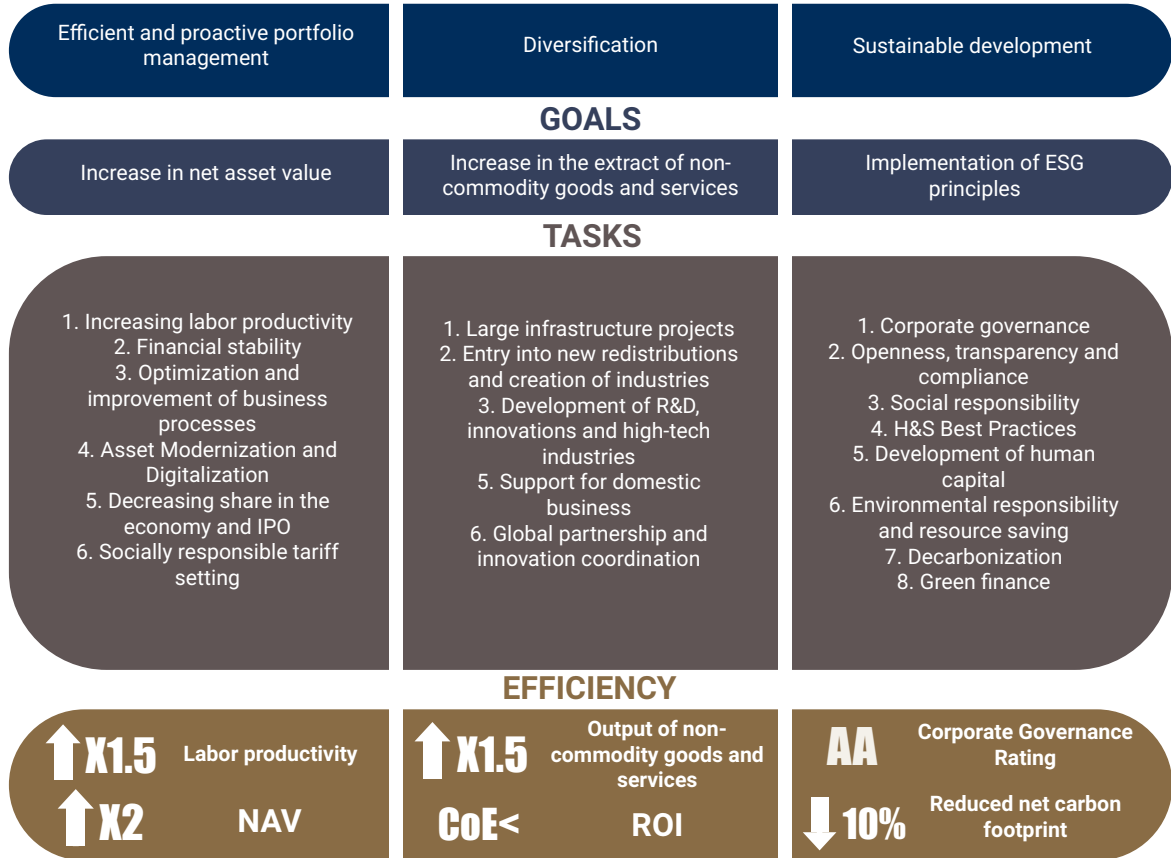 Efficient and proactive portfolio
management
Diversification
Sustainable development
GOALS
Increase in net asset value
Increase in the extract of non-
commodity goods and services
Implementation of ESG
principles
TASKS
1. Increasing labor productivity
2. Financial stability
3. Optimization and
improvement of business
processes
4. Asset Modernization and
Digitalization
5. Decreasing share in the
economy and IPO
6. Socially responsible tariff
setting
1. Large infrastructure projects
2. Entry into new redistributions
and creation of industries
3. Development of R&D,
innovations and high-tech
industries
5. Support for domestic
business
6. Global partnership and
innovation coordination
1. Corporate governance
2. Openness, transparency and
compliance
3. Social responsibility
4. H&S Best Practices
5. Development of human
capital
6. Environmental responsibility
and resource saving
7. Decarbonization
8. Green finance
EFFICIENCY
X1.5 Labor productivity
X2 NAV
X1.5 Output of non-
commodity goods and
services
CoE< ROI
AA Corporate Governance
Rating
10% Reduced net carbon
footprint